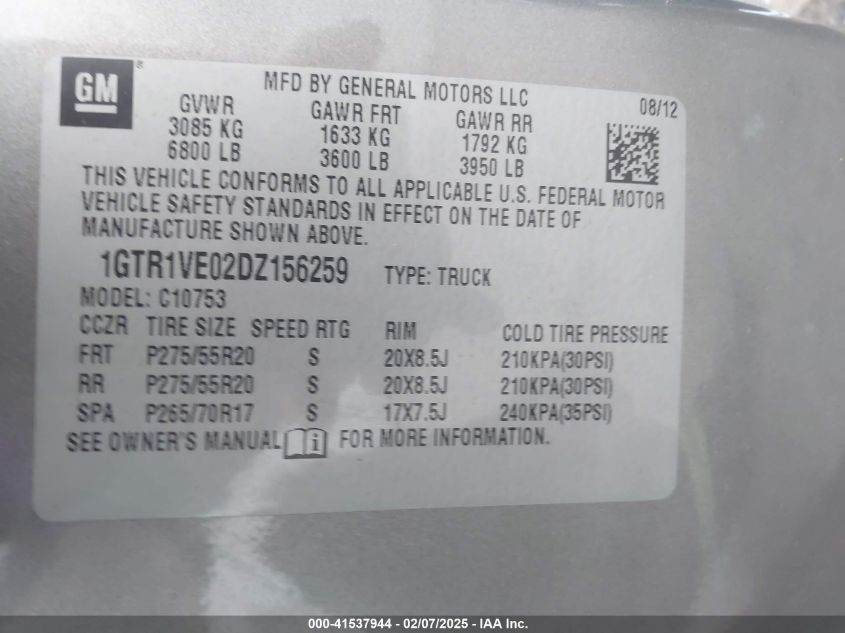 GM ®
MFD BY GENERAL MOTORS LLC
08/12
GVWR GAWR FRT GAWR RR
3085 KG 1633 KG 1792 KG
6800 LB 3600 LB 3950 LB
THIS VEHICLE CONFORMS TO ALL APPLICABLE U.S. FEDERAL MOTOR
VEHICLE SAFETY STANDARDS IN EFFECT ON THE DATE OF
MANUFACTURE SHOWN ABOVE.
1GTR1VE02DZ156259 TYPE: TRUCK
MODEL: C10753
CCZR TIRE SIZE SPEED RTG RIM COLD TIRE PRESSURE
FRT P275/55R20 S 20X8.5J 210KPA(30PSI)
RR P275/55R20 S 20X8.5J 210KPA(30PSI)
SPA P265/70R17 S 17X7.5J 240KPA(35PSI)
SEE OWNER'S MANUAL i FOR MORE INFORMATION.
000-41537944 - 02/07/2025 - IAA Inc.